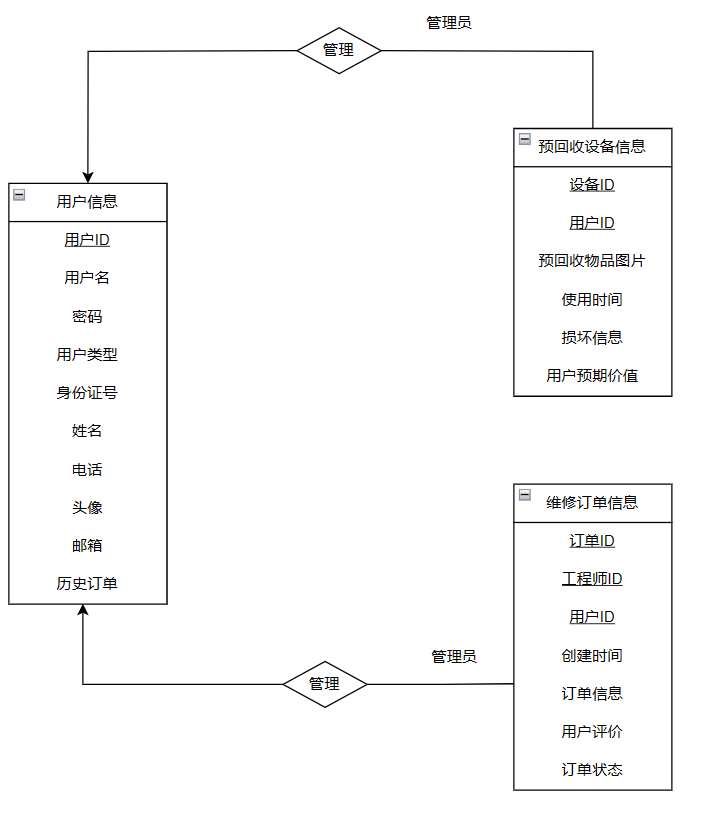 管理员
管理
预回收设备信息
设备ID
用户ID
预回收物品图片
使用时间
损坏信息
用户预期价值
用户信息
用户ID
用户名
密码
用户类型
身份证号
姓名
电话
头像
邮箱
历史订单
维修订单信息
订单ID
工程师ID
用户ID
创建时间
订单信息
用户评价
订单状态
管理员
管理